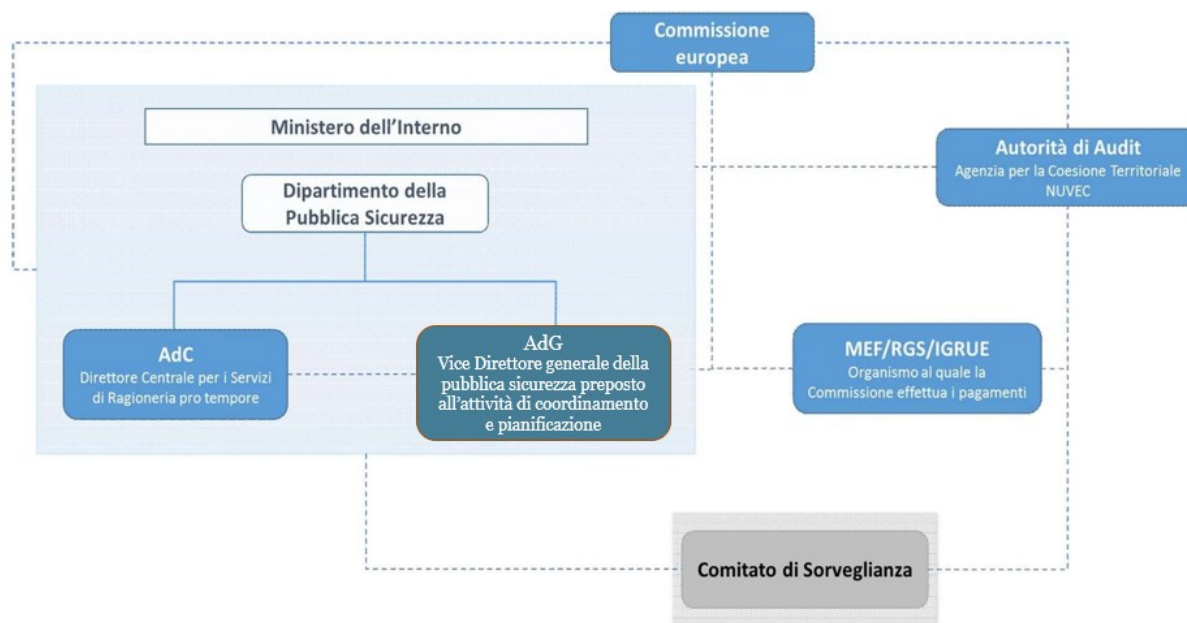 Commissione
europea
Ministero dell'Interno
Autorità di Audit
Agenzia per la Coesione Territoriale
NUVEC
Dipartimento della
Pubblica Sicurezza
AdC
Direttore Centrale per i Servizi
di Ragioneria pro tempore
AdG
Vice Direttore generale della
pubblica sicurezza preposto
all'attività di coordinamento
e pianificazione
MEF/RGS/IGRUE
Organismo al quale la
Commissione effettua i pagamenti
Comitato di Sorveglianza